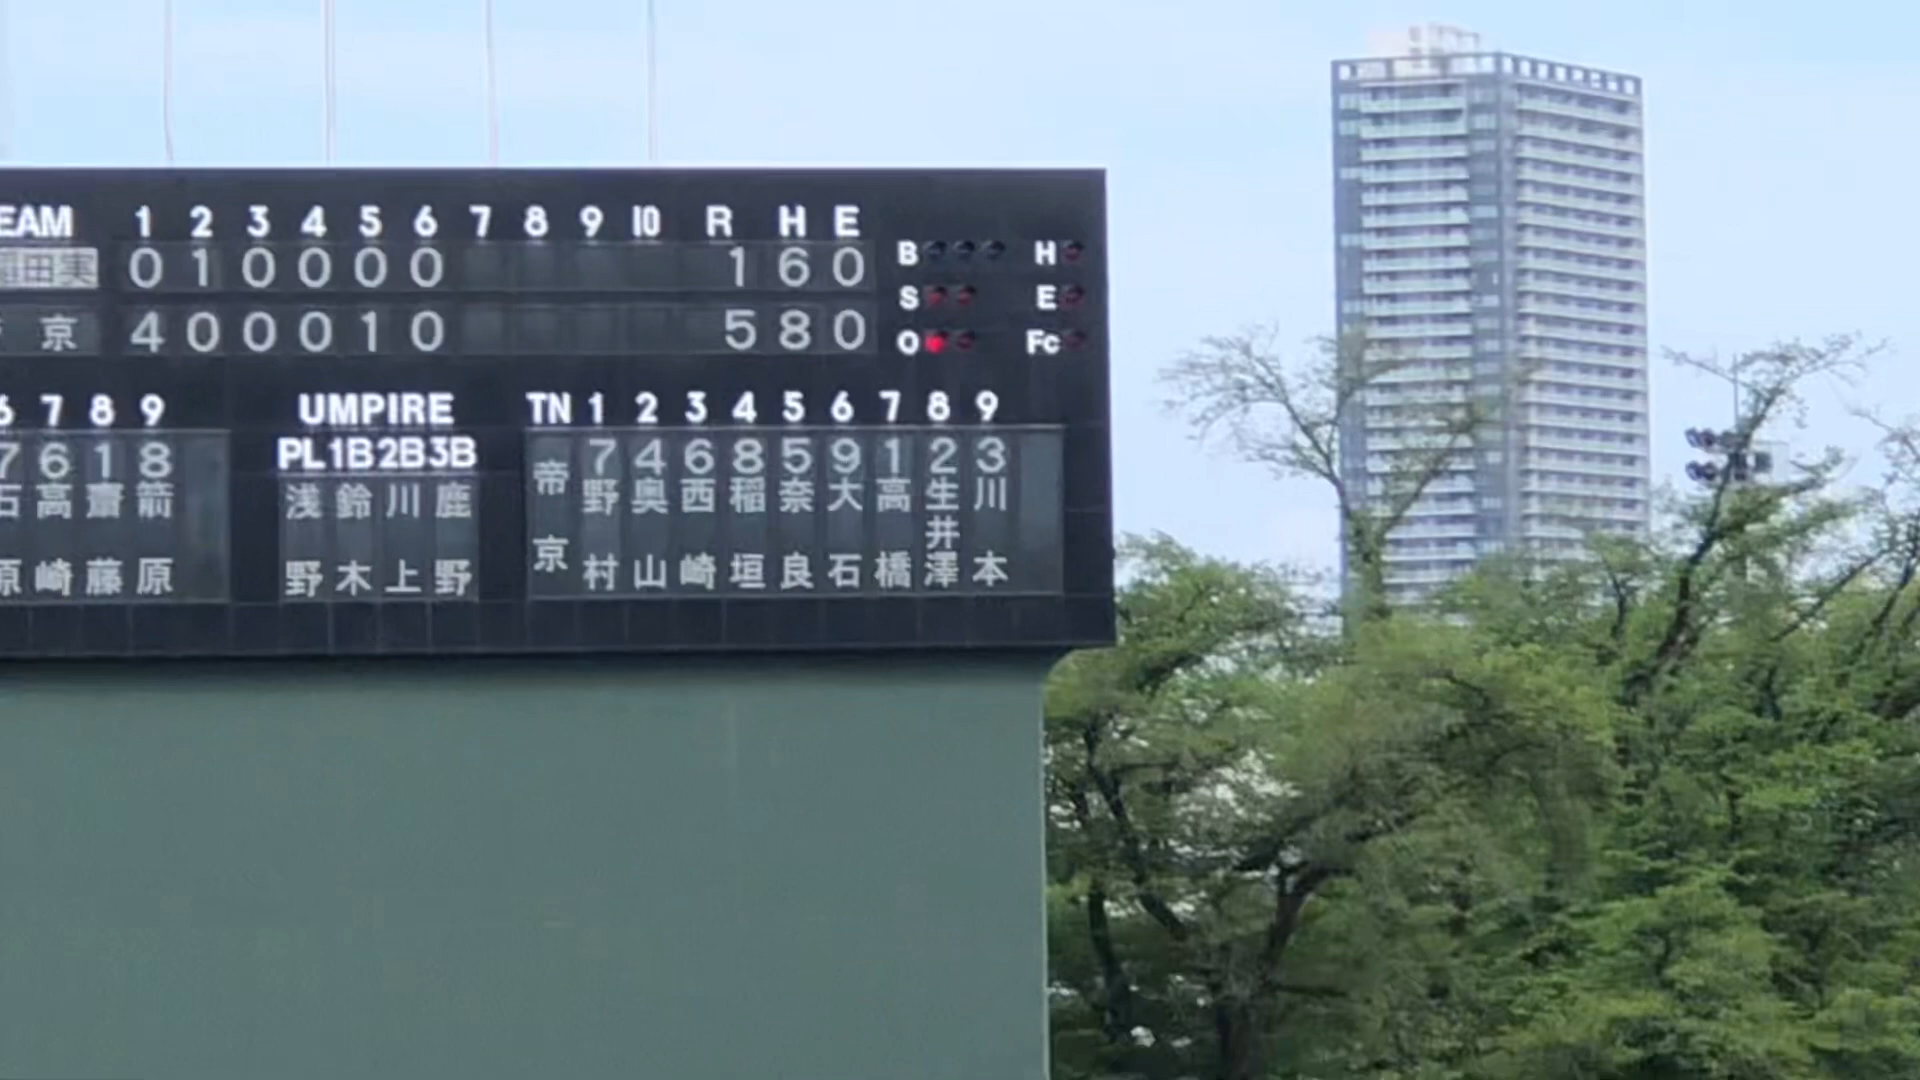 EAM 1 2 3 4 5 6 7 8 9 10 R H E
田実 0 1 0 0 0 0 1 6 0
京 4 0 0 0 1 0 5 8 0
B H
S E
O Fc
6 7 8 9
7 6 1 8
石原 高崎 齋藤 箭原
UMPIRE
PL 1B 2B 3B
浅野 鈴木 川上 鹿野
TN 1 2 3 4 5 6 7 8 9
帝京 7 4 6 8 5 9 1 2 3
野村 奥山 西崎 稲垣 奈良 大石 高橋 生井澤 川本